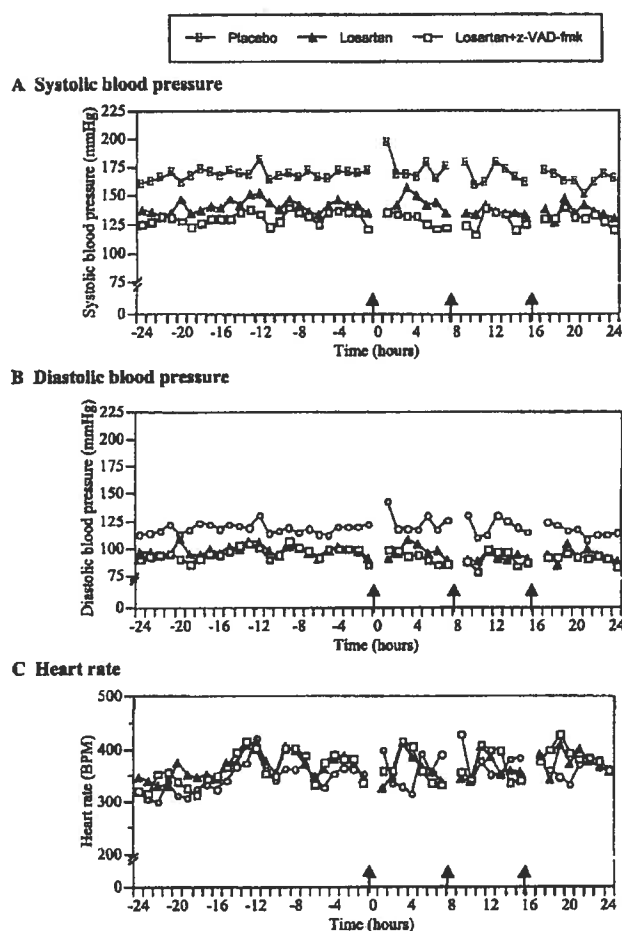 Placebo Losartan Losartan+z-VAD-fmk
A Systolic blood pressure
Systolic blood pressure (mmHg)
225
200
175
150
125
100
75
0
-24 -20 -16 -12 -8 -4 0 4 8 12 16 20 24
Time (hours)
B Diastolic blood pressure
Diastolic blood pressure (mmHg)
225
200
175
150
125
100
75
0
-24 -20 -16 -12 -8 -4 0 4 8 12 16 20 24
Time (hours)
C Heart rate
Heart rate (BPM)
500
400
300
200
0
-24 -20 -16 -12 -8 -4 0 4 8 12 16 20 24
Time (hours)